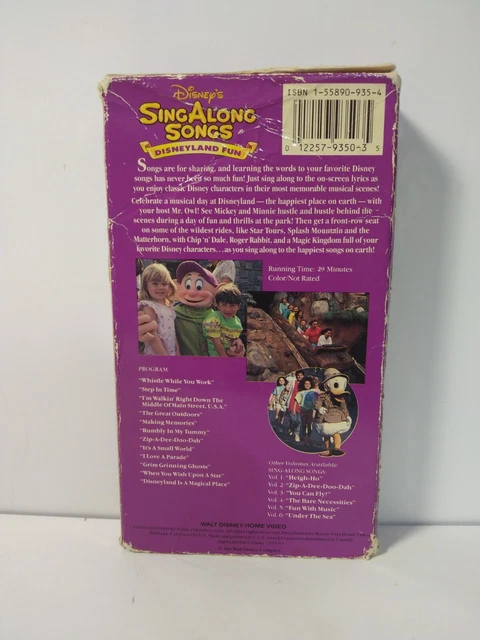 ISBN 1-55890-935-4
DISNEY'S
SINGALONG
SONGS
DISNEYLAND FUN
0 12257-9350-3 5
Songs are for sharing, and learning the words to your favorite Disney
songs has never been so much fun! Just sing along to the on-screen lyrics as
you enjoy classic Disney characters in their most memorable musical scenes!
Celebrate a musical day at Disneyland — the happiest place on earth — with
your host Mr. Owl! See Mickey and Minnie hustle and bustle behind the
scenes during a day of fun and thrills at the park! Then get a front-row seat
on some of the wildest rides, like Star Tours, Splash Mountain and the
Matterhorn, with Chip 'n' Dale, Roger Rabbit, and a Magic Kingdom full of your
favorite Disney characters...as you sing along to the happiest songs on earth!
Running Time: 29 Minutes
Color/Not Rated
PROGRAM
"Whistle While You Work"
"Step In Time"
"I'm Walkin' Right Down The
Middle Of Main Street, U.S.A."
"The Great Outdoors"
"Making Memories"
"Rumbly In My Tummy"
"Zip-A-Dee-Doo-Dah"
"It's A Small World"
"I Love A Parade"
"Grim Grinning Ghosts"
"When You Wish Upon A Star"
"Disneyland Is A Magical Place"
Other Volumes Available
SING-ALONG SONGS:
Vol. 1 "Heigh-Ho"
Vol. 2 "Zip-A-Dee-Doo-Dah"
Vol. 3 "You Can Fly!"
Vol. 4 "The Bare Necessities"
Vol. 5 "Fun With Music"
Vol. 6 "Under The Sea"
WALT DISNEY HOME VIDEO